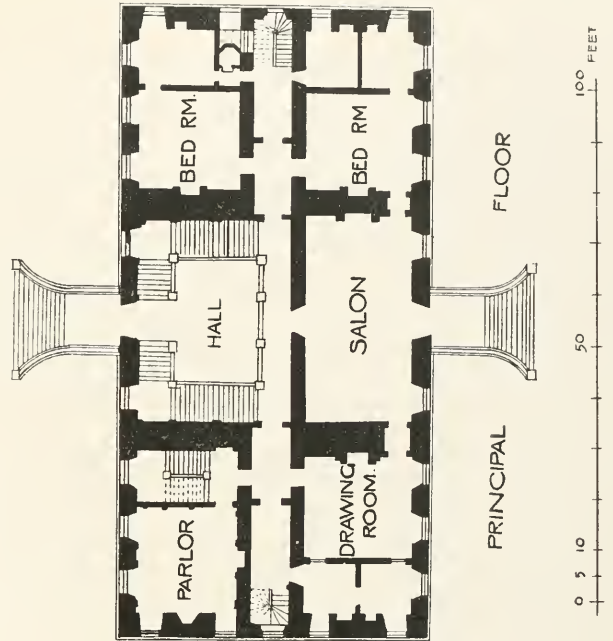 BED RM.
BED RM
HALL
SALON
PARLOR
DRAWING
ROOM.
PRINCIPAL FLOOR
0 5 10 50 100 FEET